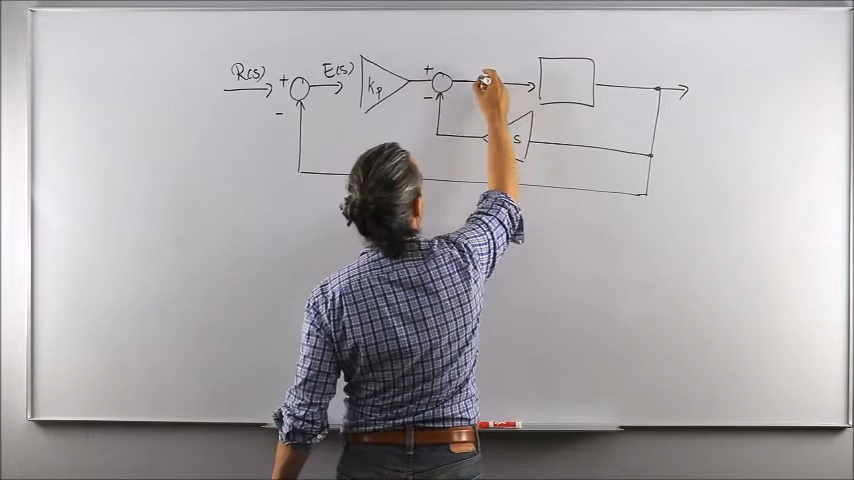 R(s) + E(s) kp +
-
-
s